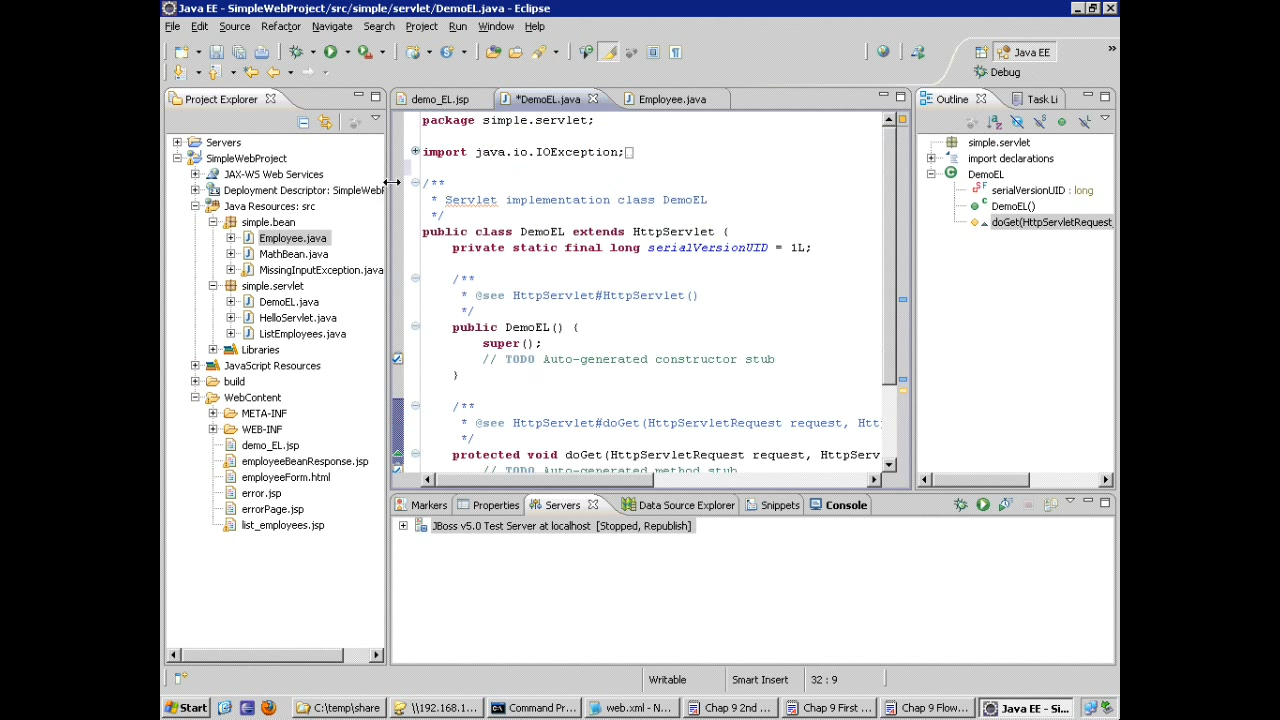 Java EE - SimpleWebProject/src/simple/servlet/DemoEL.java - Eclipse
File Edit Source Refactor Navigate Search Project Run Window Help
Java EE
Debug
Project Explorer
Servers
SimpleWebProject
JAX-WS Web Services
Deployment Descriptor: SimpleWebP
Java Resources: src
simple.bean
Employee.java
MathBean.java
MissingInputException.java
simple.servlet
DemoEL.java
HelloServlet.java
ListEmployees.java
Libraries
JavaScript Resources
build
WebContent
META-INF
WEB-INF
demo_EL.jsp
employeeBeanResponse.jsp
employeeForm.html
error.jsp
errorPage.jsp
list_employees.jsp
demo_EL.jsp *DemoEL.java Employee.java
package simple.servlet;
import java.io.IOException;
/**
* Servlet implementation class DemoEL
*/
public class DemoEL extends HttpServlet {
private static final long serialVersionUID = 1L;
/**
* @see HttpServlet#HttpServlet()
*/
public DemoEL() {
super();
// TODO Auto-generated constructor stub
}
/**
* @see HttpServlet#doGet(HttpServletRequest request, Htt
*/
protected void doGet(HttpServletRequest request, HttpServ
// TODO Auto-generated method stub
Outline Task Li
simple.servlet
import declarations
DemoEL
serialVersionUID : long
DemoEL()
doGet(HttpServletRequest
Markers Properties Servers Data Source Explorer Snippets Console
JBoss v5.0 Test Server at localhost [Stopped, Republish]
Writable Smart Insert 32 : 9
Start C:\temp\share \\192.168.1... Command Pr... web.xml - N... Chap 9 2nd ... Chap 9 First ... Chap 9 Flow... Java EE - Si...